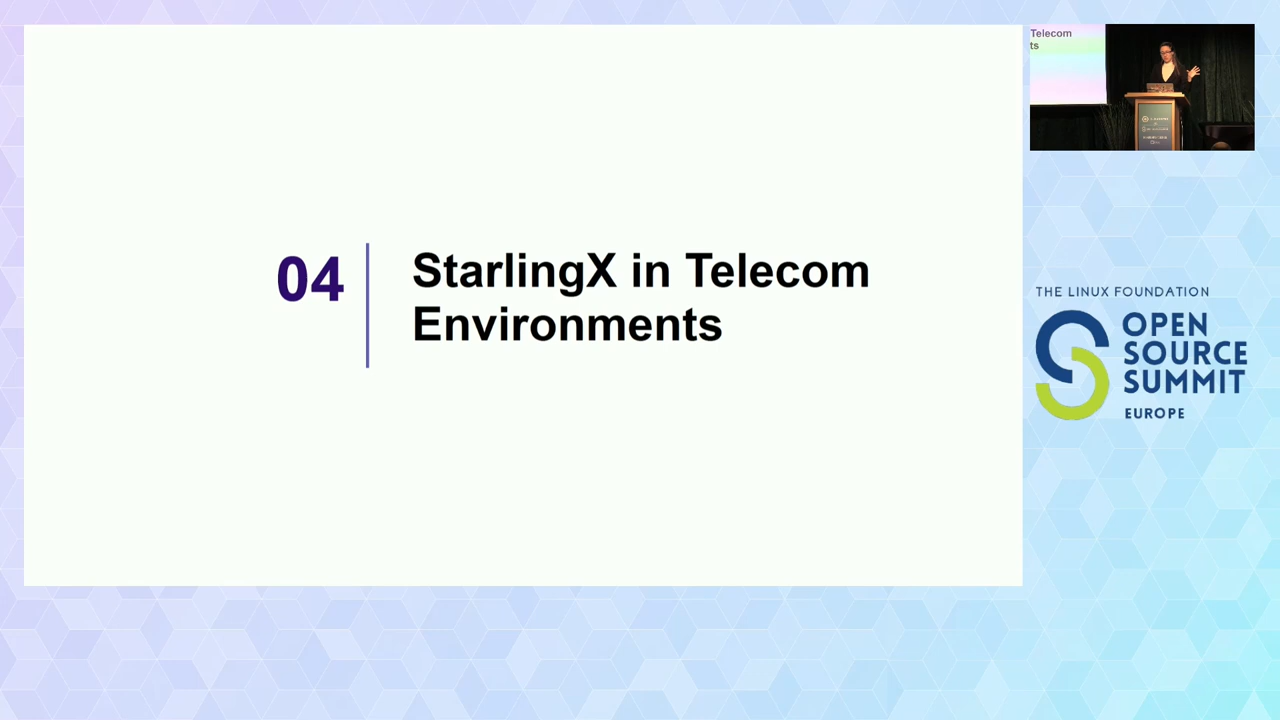 04
StarlingX in Telecom
Environments
Telecom
ts
THE LINUX FOUNDATION
OPEN
SOURCE
SUMMIT
EUROPE